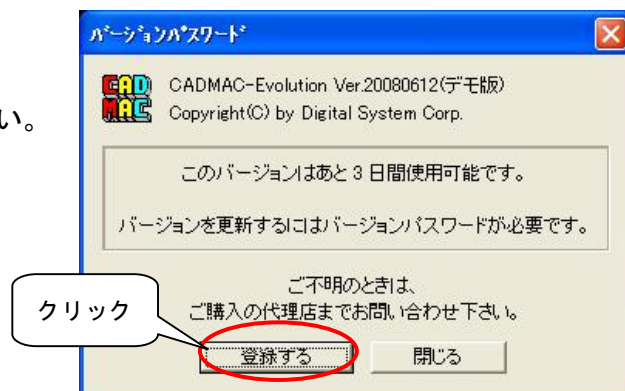 バージョンパスワード
CADMAC-Evolution Ver.20080612(デモ版)
CAD
MAC
Copyright(C) by Digital System Corp.
い。
このバージョンはあと 3 日間使用可能です。
バージョンを更新するにはバージョンパスワードが必要です。
ご不明のときは、
ご購入の代理店までお問い合わせ下さい。
クリック
登録する
閉じる